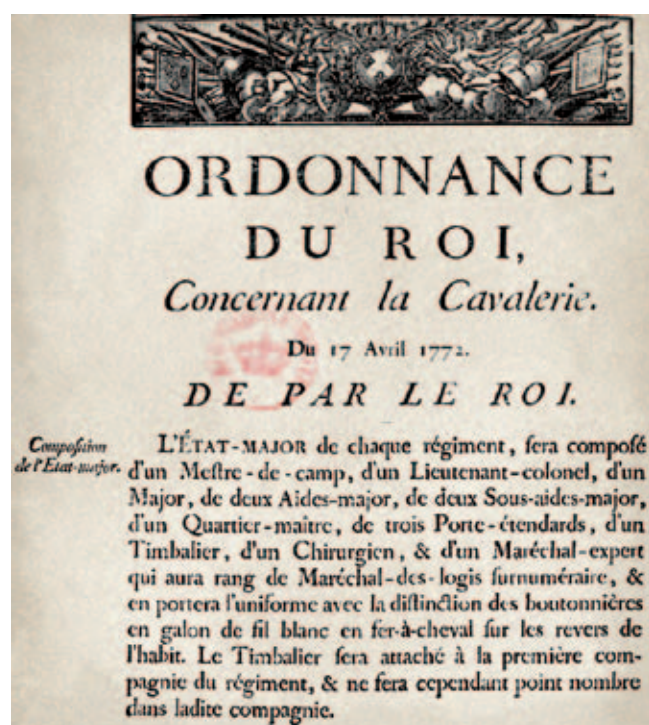 ORDONNANCE
DU ROI,
Concernant la Cavalerie.
Du 17 Avril 1772.
DE PAR LE ROI.
Compoſition
de l'Etat-major.
L'ÉTAT-MAJOR de chaque régiment, ſera compoſé
d'un Meſtre-de-camp, d'un Lieutenant-colonel, d'un
Major, de deux Aides-major, de deux Sous-aides-major,
d'un Quartier-maître, de trois Porte-étendards, d'un
Timbalier, d'un Chirurgien, & d'un Maréchal-expert
qui aura rang de Maréchal-des-logis ſurnuméraire, &
en portera l'uniforme avec la diſtinction des boutonnières
en galon de fil blanc en fer-à-cheval ſur les revers de
l'habit. Le Timbalier ſera attaché à la première com-
pagnie du régiment, & ne ſera cependant point nombre
dans ladite compagnie.